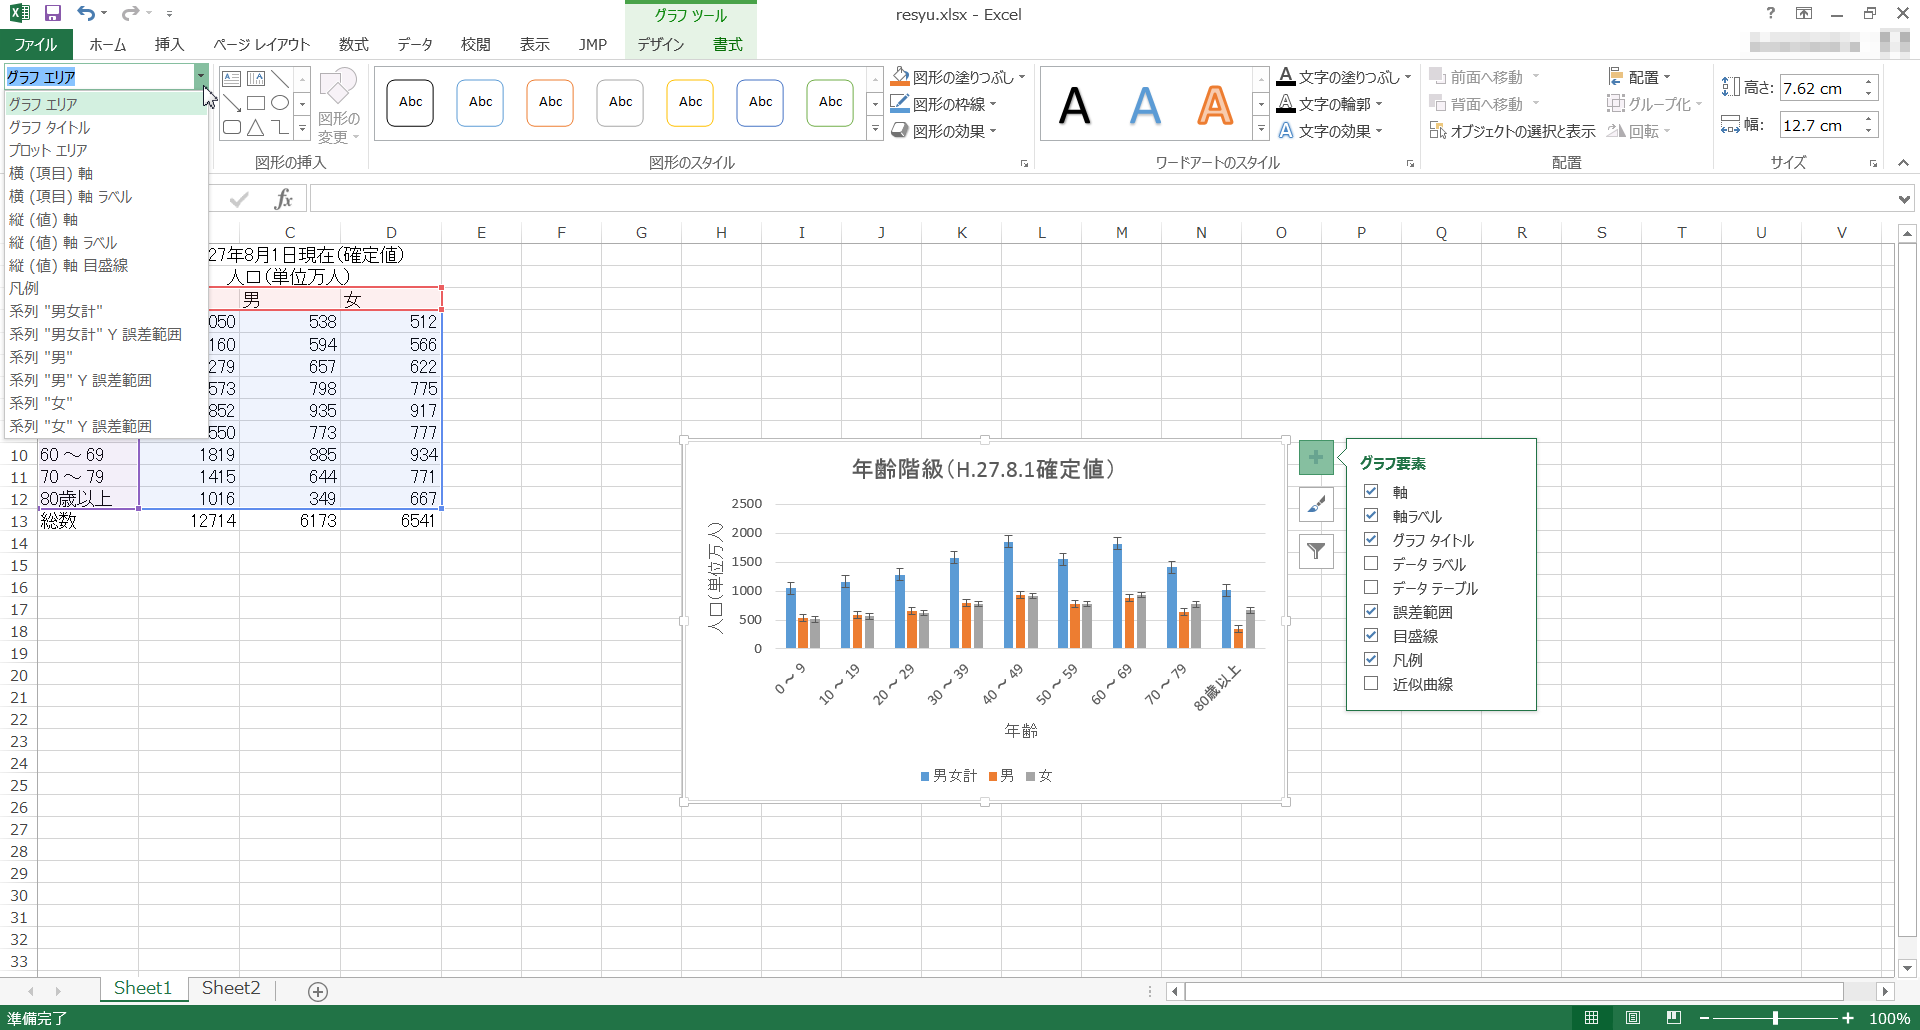 グラフ ツール
resyu.xlsx - Excel
?
ファイル
ホーム
挿入
ページ レイアウト
数式
データ
校閲
表示
JMP
デザイン
書式
グラフ エリア
グラフ エリア
グラフ タイトル
プロット エリア
横 (項目) 軸
横 (項目) 軸 ラベル
縦 (値) 軸
縦 (値) 軸 ラベル
縦 (値) 軸 目盛線
凡例
系列 "男女計"
系列 "男女計" Y 誤差範囲
系列 "男"
系列 "男" Y 誤差範囲
系列 "女"
系列 "女" Y 誤差範囲
図形の
変更
図形の挿入
Abc Abc Abc Abc Abc Abc Abc
図形の塗りつぶし
図形の枠線
図形の効果
図形のスタイル
A A A
文字の塗りつぶし
文字の輪郭
文字の効果
ワードアートのスタイル
前面へ移動
背面へ移動
オブジェクトの選択と表示
配置
グループ化
回転
配置
高さ: 7.62 cm
幅: 12.7 cm
サイズ
fx
C D E F G H I J K L M N O P Q R S T U V
27年8月1日現在(確定値)
人口(単位万人)
男 女
050 538 512
160 594 566
279 657 622
573 798 775
852 935 917
550 773 777
10 60 ～ 69 1819 885 934
11 70 ～ 79 1415 644 771
12 80歳以上 1016 349 667
13 総数 12714 6173 6541
14
15
16
17
18
19
20
21
22
23
24
25
26
27
28
29
30
31
32
33
年齢階級(H.27.8.1確定値)
人口(単位万人)
2500
2000
1500
1000
500
0
0 ～ 9
10 ～ 19
20 ～ 29
30 ～ 39
40 ～ 49
50 ～ 59
60 ～ 69
70 ～ 79
80歳以上
年齢
男女計 男 女
グラフ要素
軸
軸ラベル
グラフ タイトル
データ ラベル
データ テーブル
誤差範囲
目盛線
凡例
近似曲線
Sheet1 Sheet2
準備完了
100%